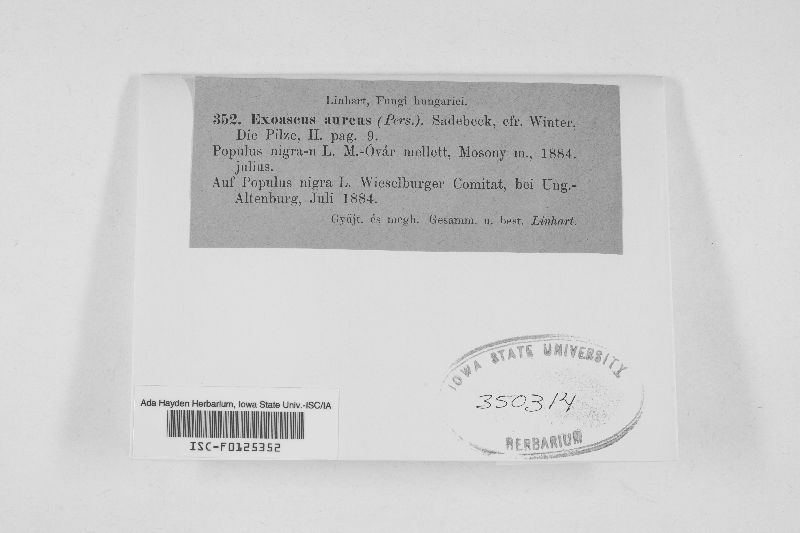 Linhart, Fungi hungarici.
352. Exoascus aureus (Pers.). Sadebeck, cfr. Winter,
Die Pilze, II. pag. 9.
Populus nigra-n L. M.-Óvár mellett, Mosony m., 1884.
julius.
Auf Populus nigra L. Wieselburger Comitat, bei Ung.-
Altenburg, Juli 1884.
Gyüjt. és megh. Gesamm. u. best. Linhart.
IOWA STATE UNIVERSITY
350314
HERBARIUM
Ada Hayden Herbarium, Iowa State Univ.-ISC/IA
ISC-F0125352